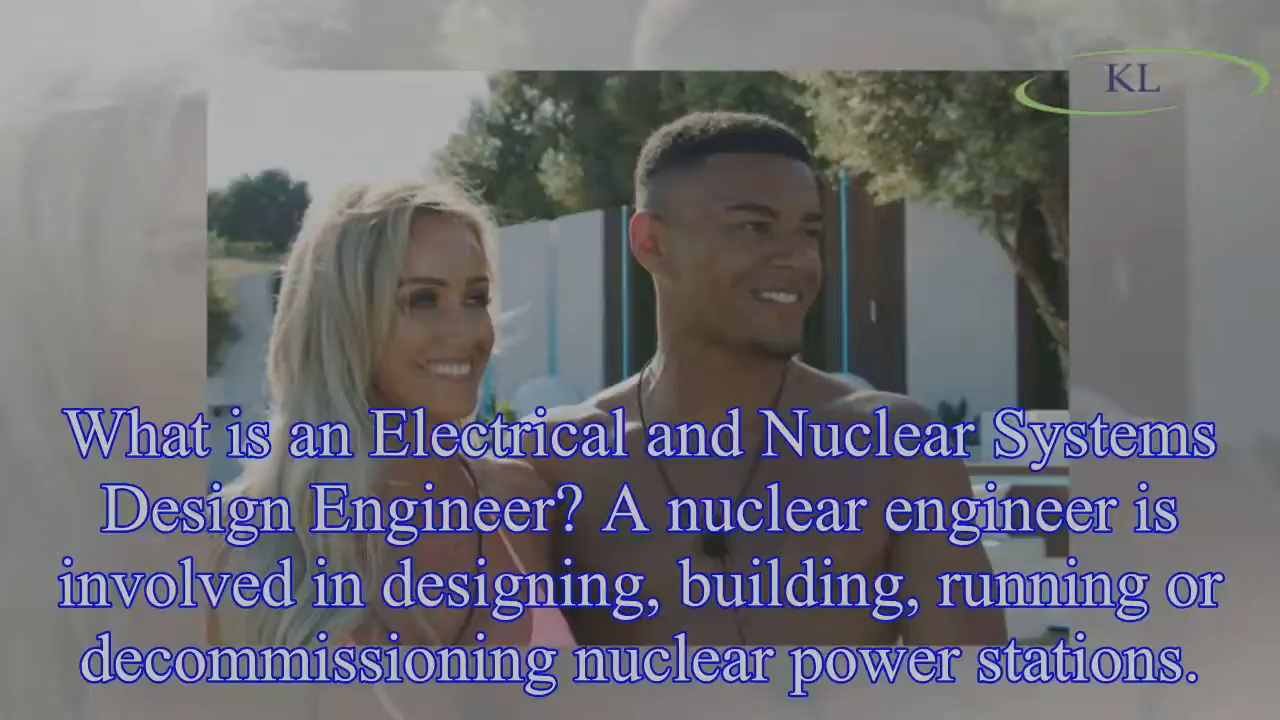 KL
What is an Electrical and Nuclear Systems
Design Engineer? A nuclear engineer is
involved in designing, building, running or
decommissioning nuclear power stations.